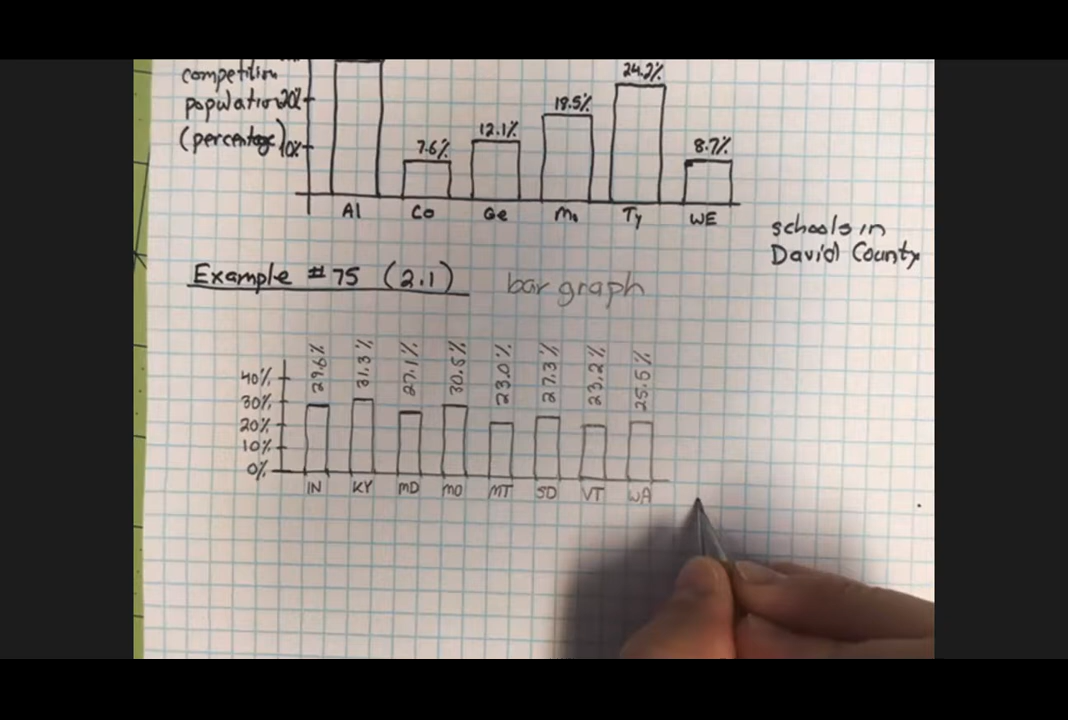 competition
population 20%
(percentage) 10%
7.6%
12.1%
18.5%
24.2%
8.7%
Al Co Ge Mo Ty WE
schools in
David County
Example #75 (2.1) bar graph
29.6% 31.3% 27.1% 30.5% 23.0% 27.3% 23.2% 25.5%
40%
30%
20%
10%
0%
IN KY MD MO MT SD VT WA